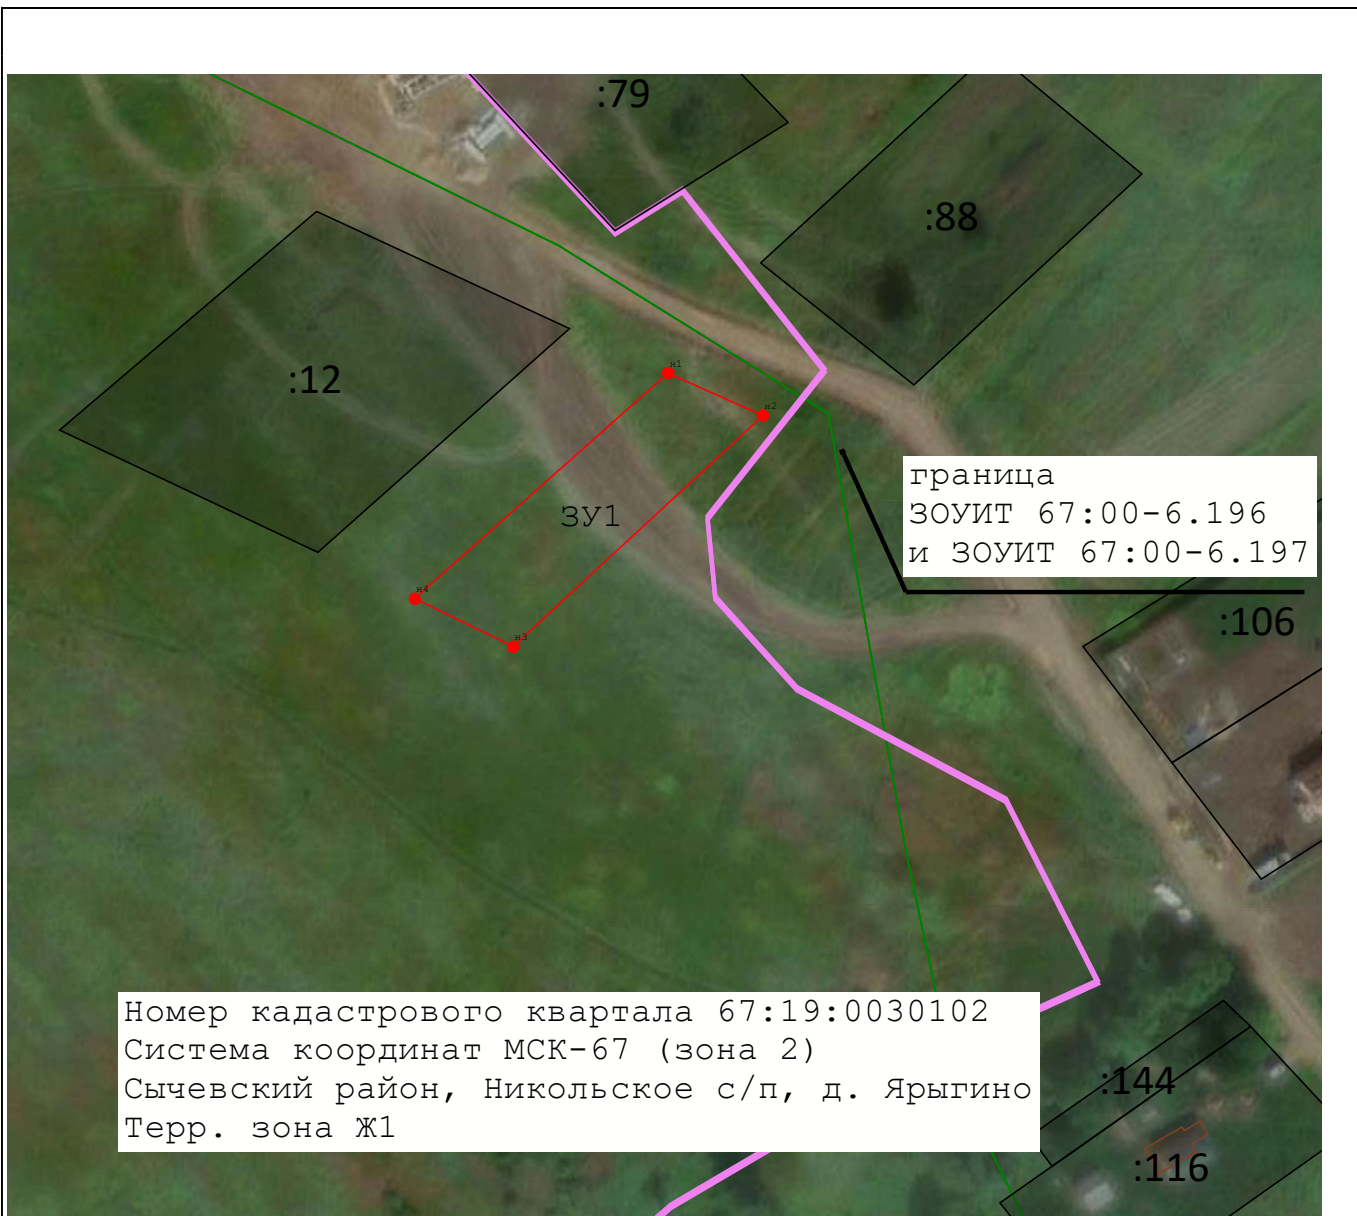 :79
:88
:12
н1
н2
граница
ЗОУИТ 67:00-6.196
и ЗОУИТ 67:00-6.197
ЗУ1
н4
:106
н3
Номер кадастрового квартала 67:19:0030102
Система координат МСК-67 (зона 2)
Сычевский район, Никольское с/п, д. Ярыгино
Терр. зона Ж1
:144
:116